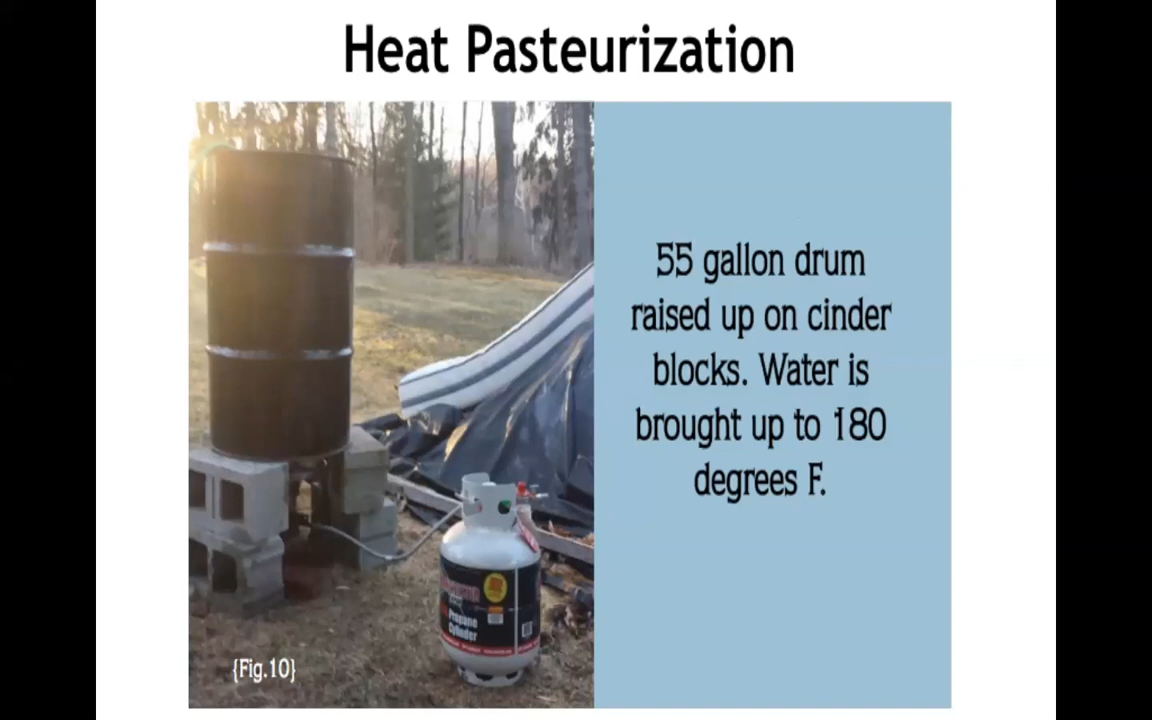 Heat Pasteurization
55 gallon drum
raised up on cinder
blocks. Water is
brought up to 180
degrees F.
Propane
Cylinder
{Fig.10}